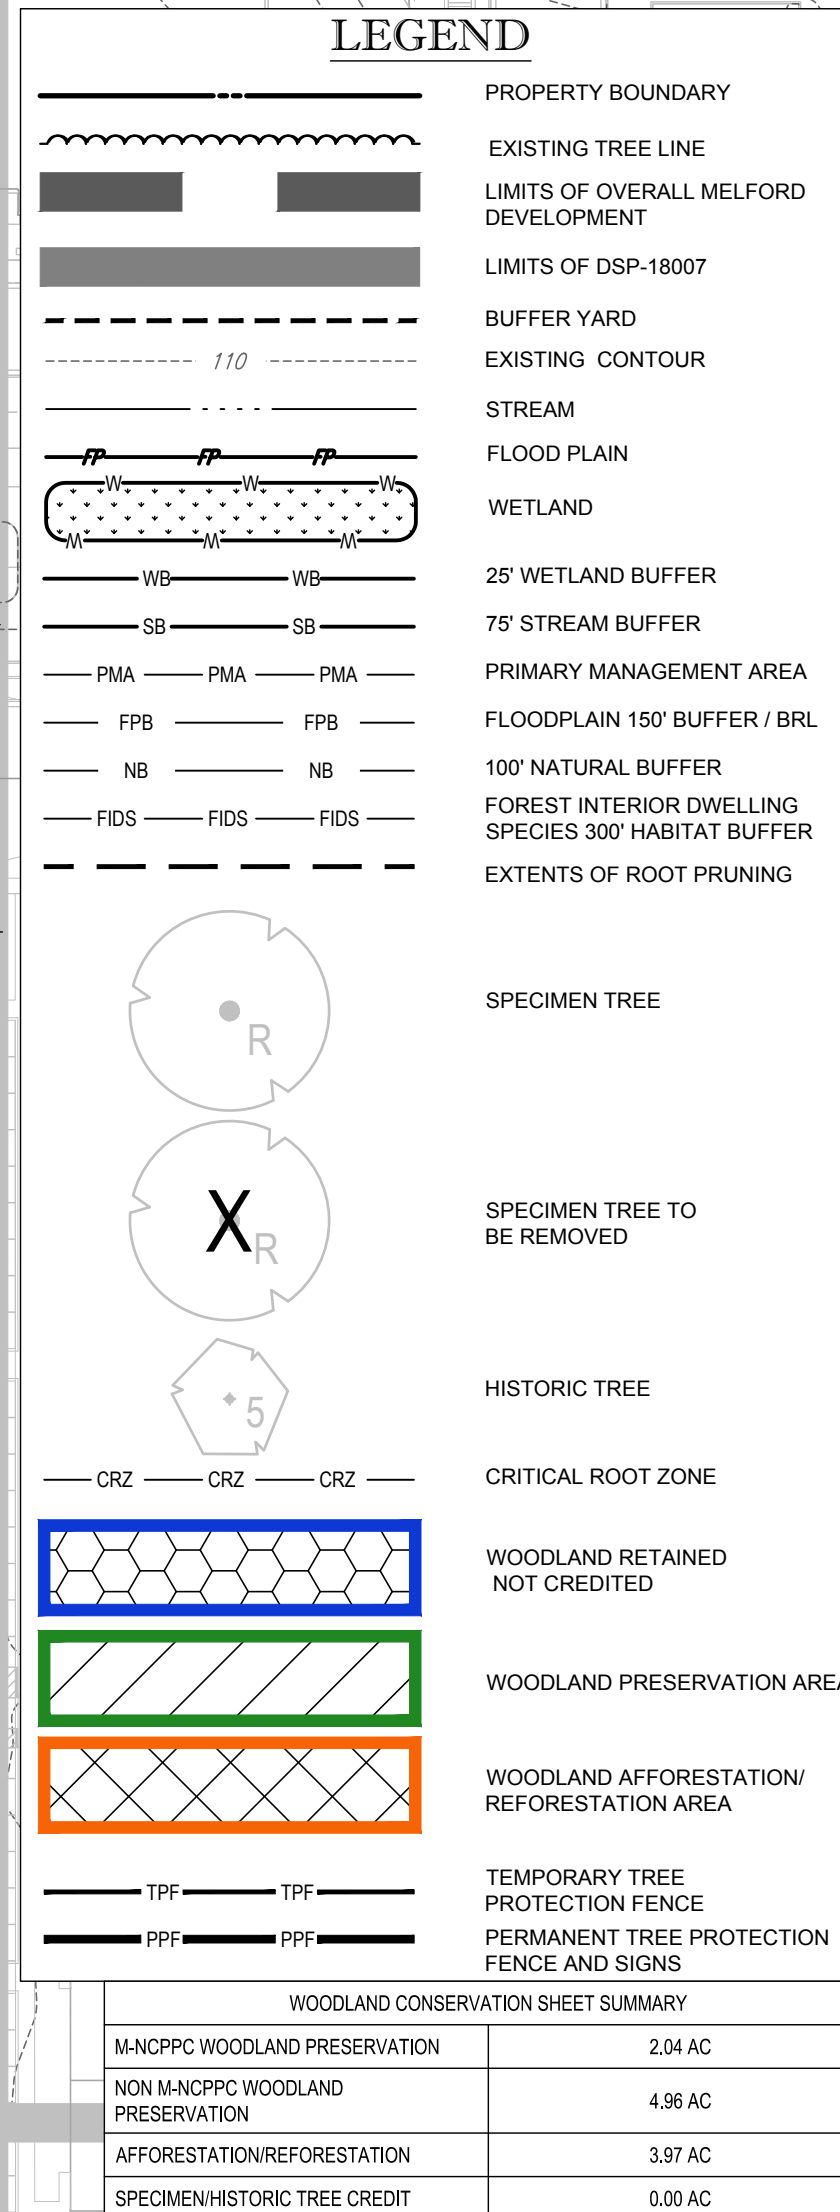 LEGEND
PROPERTY BOUNDARY
EXISTING TREE LINE
LIMITS OF OVERALL MELFORD
DEVELOPMENT
LIMITS OF DSP-18007
BUFFER YARD
110 EXISTING CONTOUR
STREAM
FP FP FP FLOOD PLAIN
W W W
WETLAND
W W W
WB WB 25' WETLAND BUFFER
SB SB 75' STREAM BUFFER
PMA PMA PMA PRIMARY MANAGEMENT AREA
FPB FPB FLOODPLAIN 150' BUFFER / BRL
NB NB 100' NATURAL BUFFER
FIDS FIDS FIDS FOREST INTERIOR DWELLING
SPECIES 300' HABITAT BUFFER
EXTENTS OF ROOT PRUNING
SPECIMEN TREE
R
SPECIMEN TREE TO
BE REMOVED
X R
HISTORIC TREE
5
CRZ CRZ CRZ CRITICAL ROOT ZONE
WOODLAND RETAINED
NOT CREDITED
WOODLAND PRESERVATION AREA
WOODLAND AFFORESTATION/
REFORESTATION AREA
TEMPORARY TREE
TPF TPF PROTECTION FENCE
PERMANENT TREE PROTECTION
PPF PPF FENCE AND SIGNS
WOODLAND CONSERVATION SHEET SUMMARY
M-NCPPC WOODLAND PRESERVATION 2.04 AC
NON M-NCPPC WOODLAND
PRESERVATION 4.96 AC
AFFORESTATION/REFORESTATION 3.97 AC
SPECIMEN/HISTORIC TREE CREDIT 0.00 AC